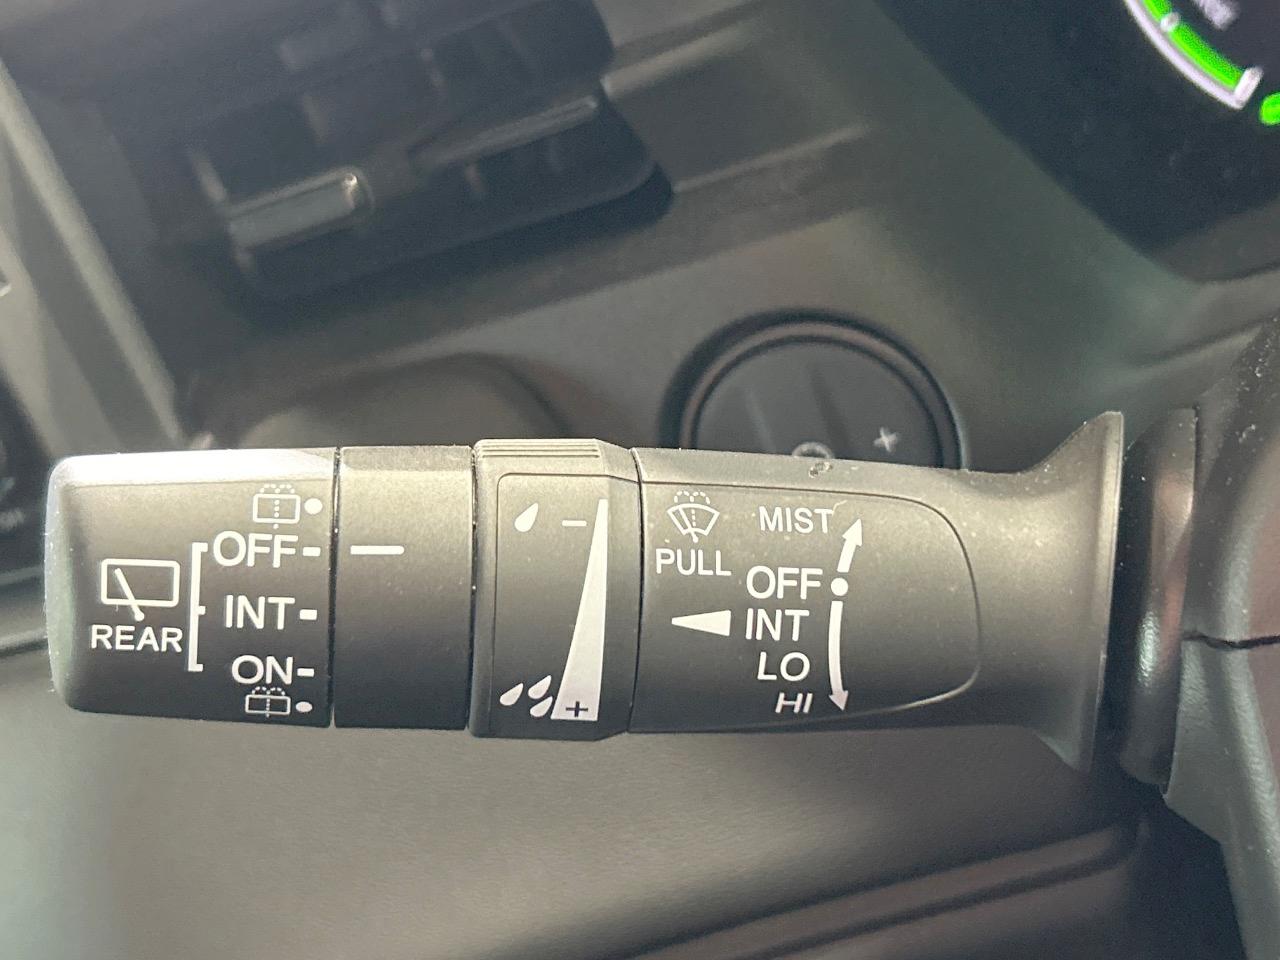 REAR
OFF
INT
ON
−
+
PULL
MIST
OFF
INT
LO
HI